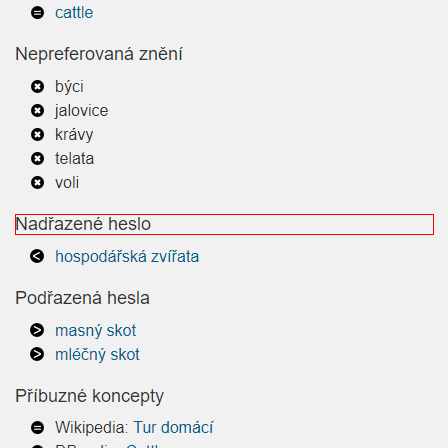 cattle
Nepreferovaná znění
býci
jalovice
krávy
telata
voli
Nadřazené heslo
hospodářská zvířata
Podřazená hesla
masný skot
mléčný skot
Příbuzné koncepty
Wikipedia: Tur domácí